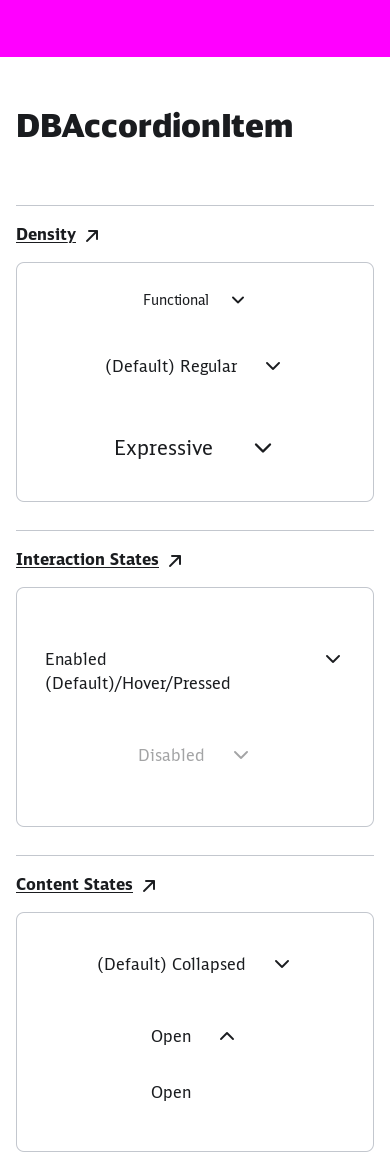 DBAccordionItem
Density
Functional
(Default) Regular
Expressive
Interaction States
Enabled
(Default)/Hover/Pressed
Disabled
Content States
(Default) Collapsed
Open
Open